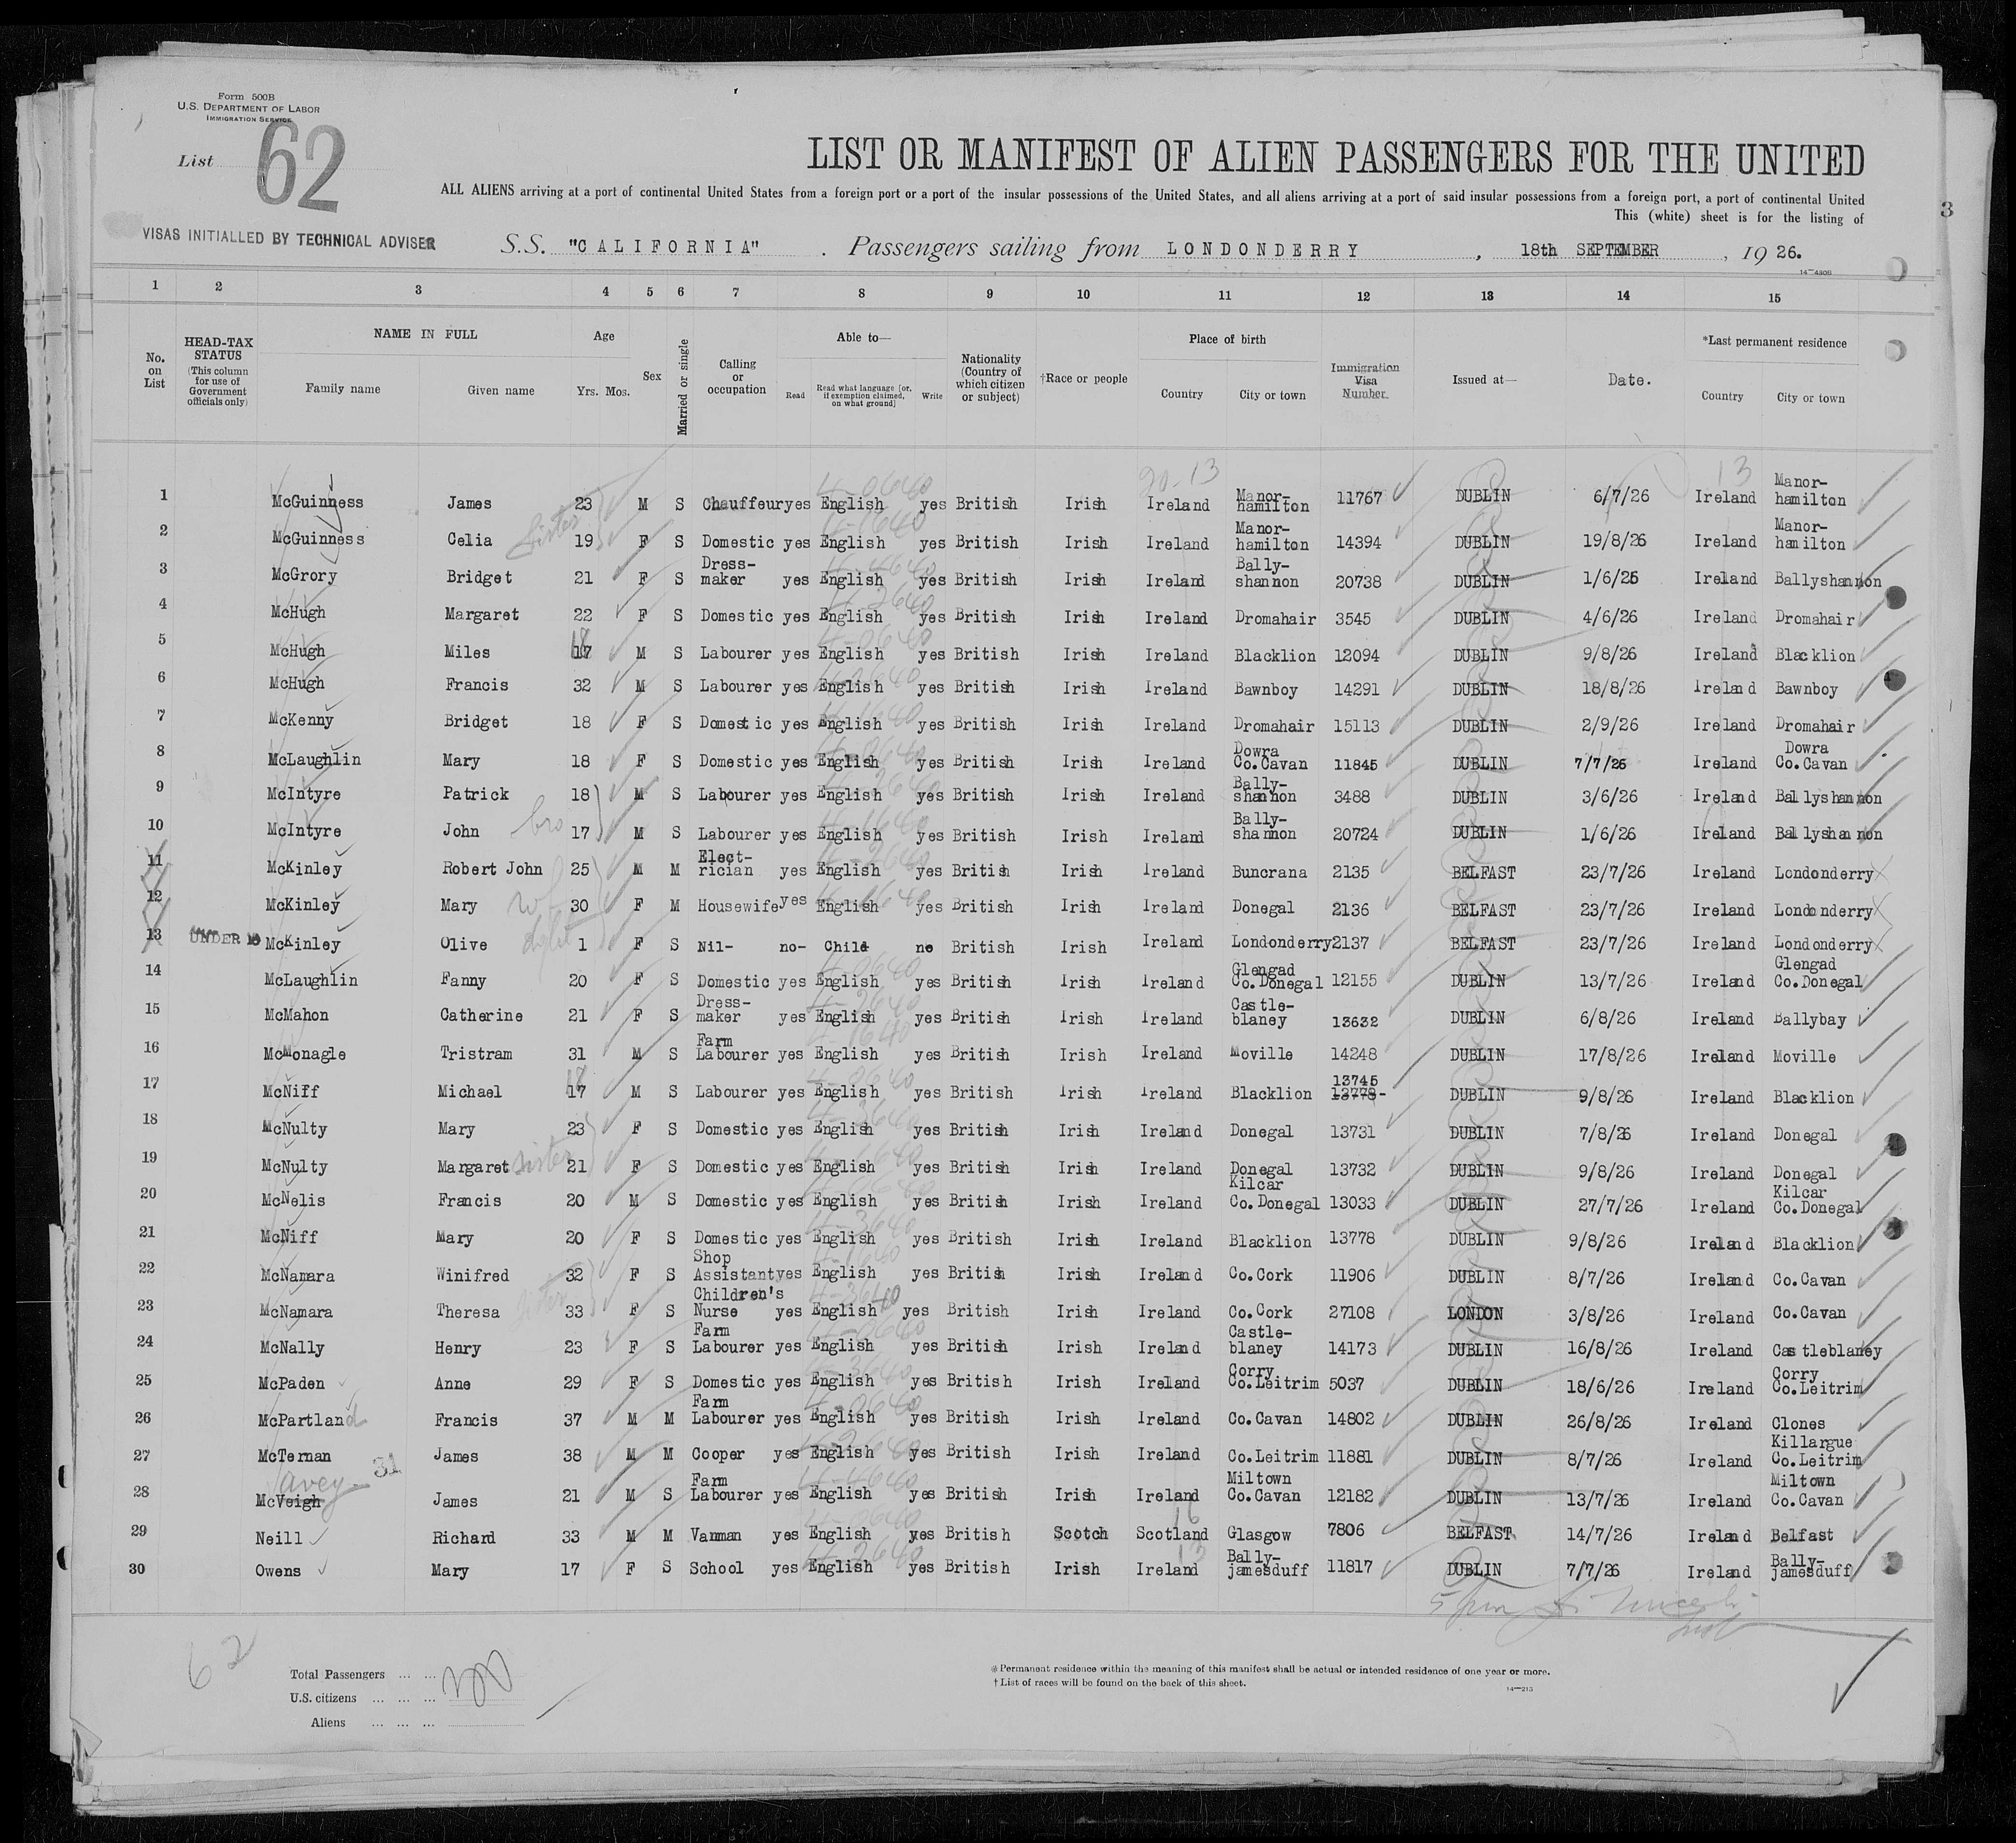 Form 500B
U.S. DEPARTMENT OF LABOR
IMMIGRATION SERVICE
List 62
LIST OR MANIFEST OF ALIEN PASSENGERS FOR THE UNITED
ALL ALIENS arriving at a port of continental United States from a foreign port or a port of the insular possessions of the United States, and all aliens arriving at a port of said insular possessions from a foreign port, a port of continental United
This (white) sheet is for the listing of
3
VISAS INITIALLED BY TECHNICAL ADVISER
S.S. "CALIFORNIA" . Passengers sailing from LONDONDERRY , 18th SEPTEMBER , 19 26.
14—4308
1 2 3 4 5 6 7 8 9 10 11 12 13 14 15
No. on List
HEAD-TAX STATUS (This column for use of Government officials only)
NAME IN FULL
Family name Given name
Age
Yrs. Mos.
Sex
Married or single
Calling or occupation
Able to—
Read
Read what language [or, if exemption claimed, on what ground]
Write
Nationality (Country of which citizen or subject)
†Race or people
Place of birth
Country City or town
Immigration Visa Number
Issued at—
Date.
*Last permanent residence
Country City or town
20-13 13
1 McGuinness James 23 M S Chauffeur yes English yes British Irish Ireland Manor-hamilton 11767 DUBLIN 6/7/26 Ireland Manor-hamilton
2 McGuinness Celia sister 19 F S Domestic yes English yes British Irish Ireland Manor-hamilton 14394 DUBLIN 19/8/26 Ireland Manor-hamilton
3 McGrory Bridget 21 F S Dress-maker yes English yes British Irish Ireland Bally-shannon 20738 DUBLIN 1/6/26 Ireland Ballyshannon
4 McHugh Margaret 22 F S Domestic yes English yes British Irish Ireland Dromahair 3545 DUBLIN 4/6/26 Ireland Dromahair
5 McHugh Miles 17 18 M S Labourer yes English yes British Irish Ireland Blacklion 12094 DUBLIN 9/8/26 Ireland Blacklion
6 McHugh Francis 32 M S Labourer yes English yes British Irish Ireland Bawnboy 14291 DUBLIN 18/8/26 Ireland Bawnboy
7 McKenny Bridget 18 F S Domestic yes English yes British Irish Ireland Dromahair 15113 DUBLIN 2/9/26 Ireland Dromahair
8 McLaughlin Mary 18 F S Domestic yes English yes British Irish Ireland Dowra Co.Cavan 11845 DUBLIN 7/7/26 Ireland Dowra Co.Cavan
9 McIntyre Patrick 18 M S Labourer yes English yes British Irish Ireland Bally-shannon 3488 DUBLIN 3/6/26 Ireland Ballyshannon
10 McIntyre John bro 17 M S Labourer yes English yes British Irish Ireland Bally-shannon 20724 DUBLIN 1/6/26 Ireland Ballyshannon
11 McKinley Robert John 25 M M Elect-rician yes English yes British Irish Ireland Buncrana 2135 BELFAST 23/7/26 Ireland Londonderry
12 McKinley Mary wf 30 F M Housewife yes English yes British Irish Ireland Donegal 2136 BELFAST 23/7/26 Ireland Londonderry
13 UNDER 16 McKinley Olive 1 F S Nil- no- Child no British Irish Ireland Londonderry 2137 BELFAST 23/7/26 Ireland Londonderry
14 McLaughlin Fanny 20 F S Domestic yes English yes British Irish Ireland Glengad Co.Donegal 12155 DUBLIN 13/7/26 Ireland Glengad Co.Donegal
15 McMahon Catherine 21 F S Dress-maker yes English yes British Irish Ireland Castle-blaney 13632 DUBLIN 6/8/26 Ireland Ballybay
16 McMonagle Tristram 31 M S Farm Labourer yes English yes British Irish Ireland Moville 14248 DUBLIN 17/8/26 Ireland Moville
17 McNiff Michael 17 18 M S Labourer yes English yes British Irish Ireland Blacklion 13745 13778- DUBLIN 9/8/26 Ireland Blacklion
18 McNulty Mary 23 F S Domestic yes English yes British Irish Ireland Donegal 13731 DUBLIN 7/8/26 Ireland Donegal
19 McNulty Margaret sister 21 F S Domestic yes English yes British Irish Ireland Donegal 13732 DUBLIN 9/8/26 Ireland Donegal
20 McNelis Francis 20 M S Domestic yes English yes British Irish Ireland Kilcar Co.Donegal 13033 DUBLIN 27/7/26 Ireland Kilcar Co.Donegal
21 McNiff Mary 20 F S Domestic yes English yes British Irish Ireland Blacklion 13778 DUBLIN 9/8/26 Ireland Blacklion
22 McNamara Winifred 32 F S Shop Assistant yes English yes British Irish Ireland Co.Cork 11906 DUBLIN 8/7/26 Ireland Co.Cavan
23 McNamara Theresa sister 33 F S Children's Nurse yes English yes British Irish Ireland Co.Cork 27108 LONDON 3/8/26 Ireland Co.Cavan
24 McNally Henry 23 F S Farm Labourer yes English yes British Irish Ireland Castle-blaney 14173 DUBLIN 16/8/26 Ireland Castleblaney
25 McPaden Anne 29 F S Domestic yes English yes British Irish Ireland Corry Co.Leitrim 5037 DUBLIN 18/6/26 Ireland Corry Co.Leitrim
26 McPartland Francis 37 M M Farm Labourer yes English yes British Irish Ireland Co.Cavan 14802 DUBLIN 26/8/26 Ireland Clones
27 McTernan James 38 M M Cooper yes English yes British Irish Ireland Co.Leitrim 11881 DUBLIN 8/7/26 Ireland Killargue Co.Leitrim
avey 31
28 McVeigh James 21 M S Farm Labourer yes English yes British Irish Ireland Miltown Co.Cavan 12182 DUBLIN 13/7/26 Ireland Miltown Co.Cavan
29 Neill Richard 33 M M Vanman yes English yes British Scotch Scotland 16 Glasgow 7806 BELFAST 14/7/26 Ireland Belfast
30 Owens Mary 17 F S School yes English yes British Irish Ireland 13 Bally-jamesduff 11817 DUBLIN 7/7/26 Ireland Bally-jamesduff
62
Total Passengers ... ...
U.S. citizens ... ... ...
Aliens ... ... ...
*Permanent residence within the meaning of this manifest shall be actual or intended residence of one year or more.
†List of races will be found on the back of this sheet.
14—213